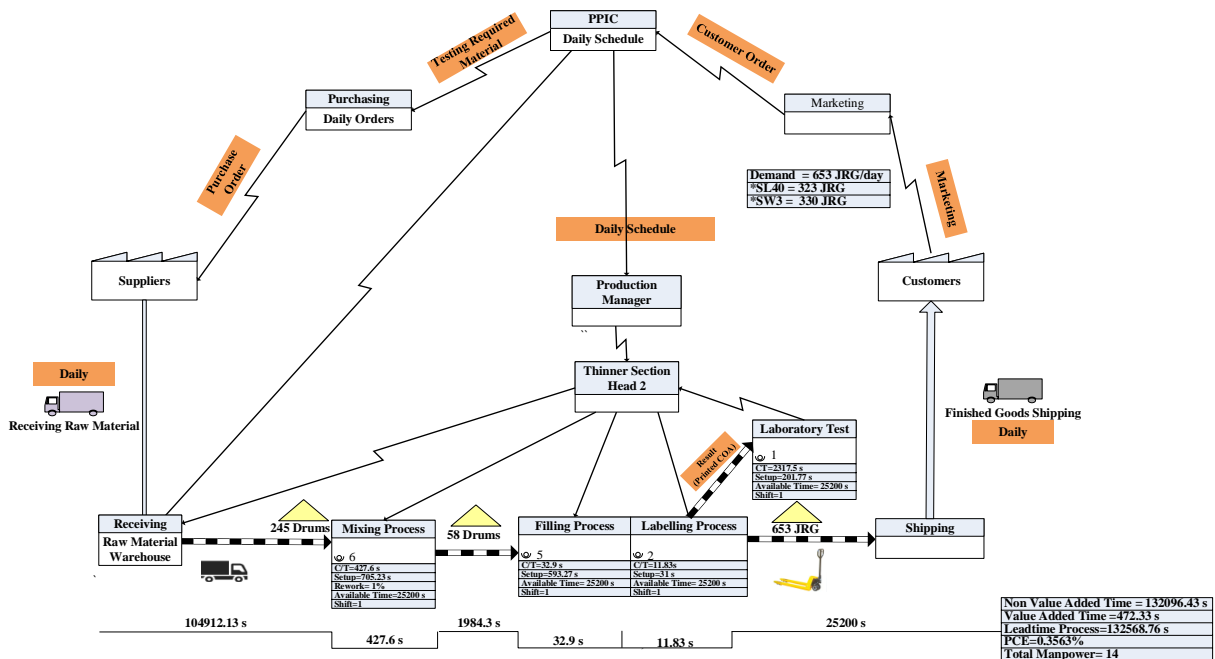 PPIC
Daily Schedule
Testing Required
Material
Customer Order
Purchasing
Daily Orders
Marketing
Purchase
Order
Demand = 653 JRG/day
*SL40 = 323 JRG
*SW3 = 330 JRG
Marketing
Daily Schedule
Suppliers
Customers
Production
Manager
``
Daily
Receiving Raw Material
Thinner Section
Head 2
Finished Goods Shipping
Daily
Laboratory Test
1
CT=2317.5 s
Setup=201.77 s
Available Time= 25200 s
Shift=1
Result
(Printed COA)
Receiving
Raw Material
Warehouse
`
245 Drums
Mixing Process
6
C/T=427.6 s
Setup=705.23 s
Rework= 1%
Available Time=25200 s
Shift=1
58 Drums
Filling Process
5
C/T=32.9 s
Setup=593.27 s
Available Time= 25200 s
Shift=1
Labelling Process
2
C/T=11.83s
Setup=31 s
Available Time= 25200 s
Shift=1
653 JRG
Shipping
104912.13 s
427.6 s
1984.3 s
32.9 s
11.83 s
25200 s
Non Value Added Time = 132096.43 s
Value Added Time =472.33 s
Leadtime Process=132568.76 s
PCE=0.3563%
Total Manpower= 14